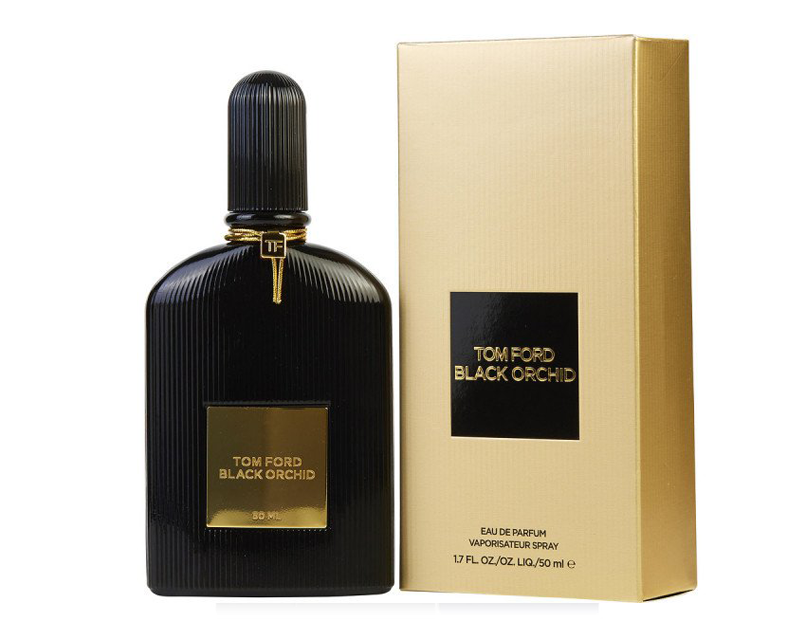 TF
TOM FORD
BLACK ORCHID
50 ML
TOM FORD
BLACK ORCHID
EAU DE PARFUM
VAPORISATEUR SPRAY
1.7 FL. OZ./OZ. LIQ./50 ml ℮